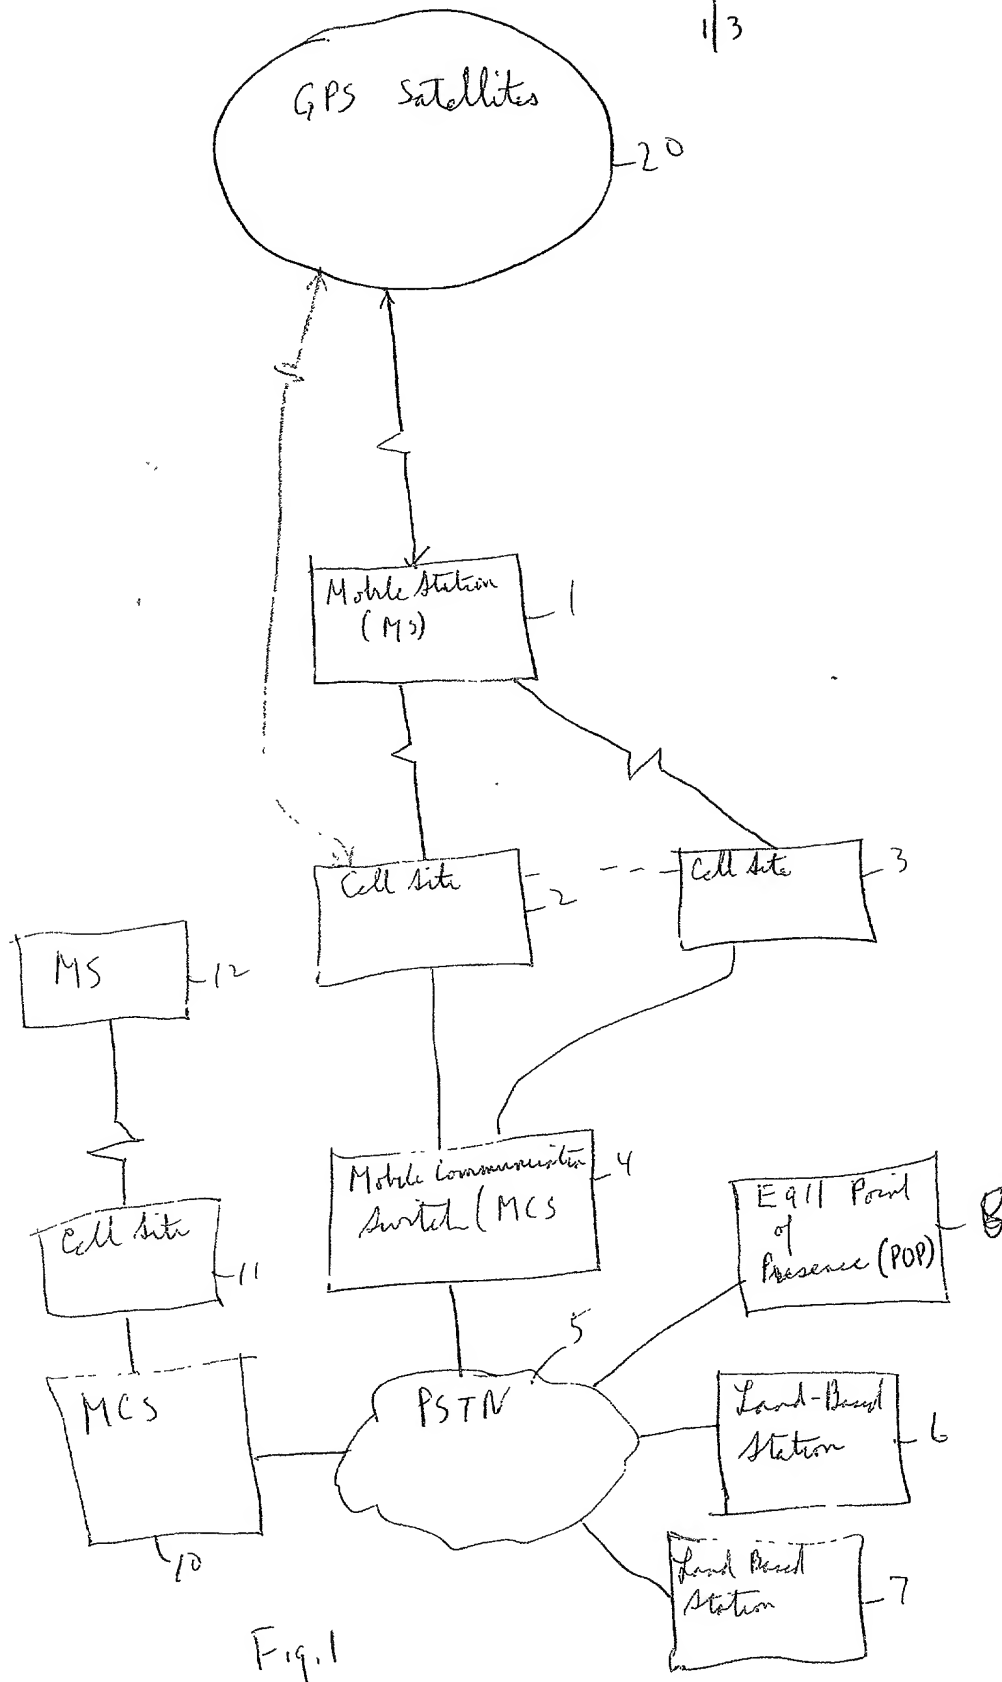 1/3
GPS Satellites
20
Mobile Station
(MS)
1
Cell Site
2
Cell Site
3
MS
12
Mobile Communication
Switch (MCS
4
E911 Point
of
Presence (POP)
8
Cell Site
11
5
PSTN
MCS
10
Land-Based
Station
6
Land Based
Station
7
Fig. 1